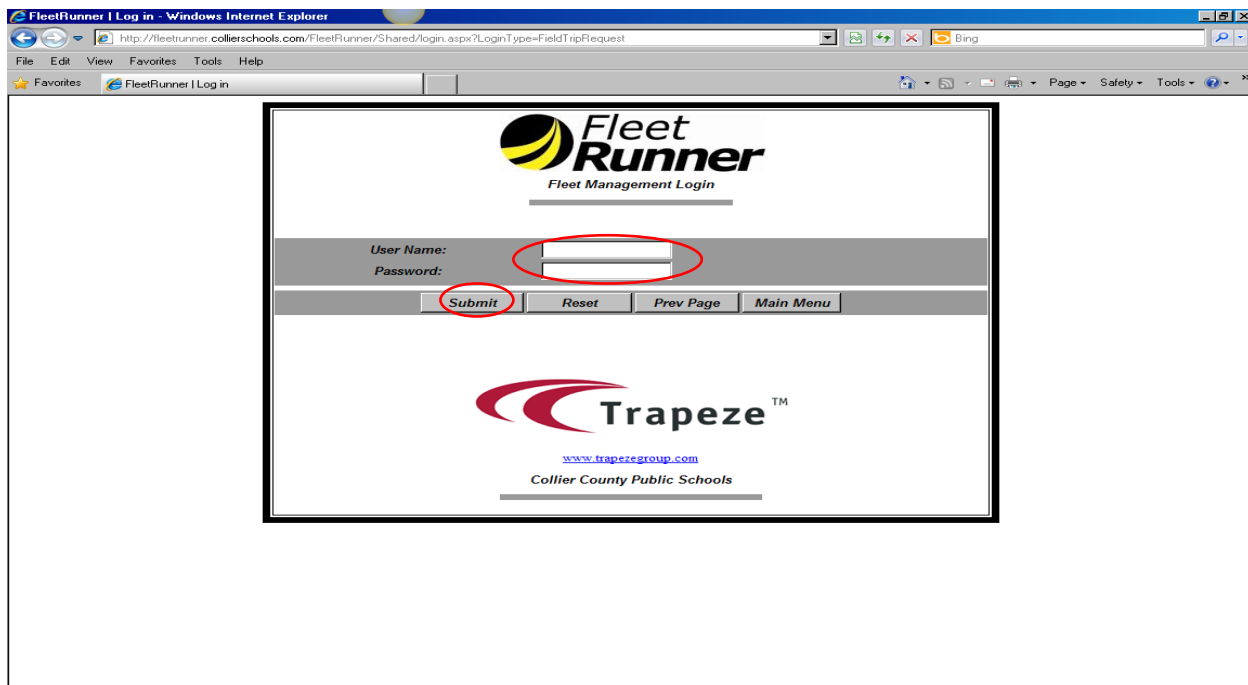 FleetRunner | Log in - Windows Internet Explorer
http://fleetrunner.collierschools.com/FleetRunner/Shared/login.aspx?LoginType=FieldTripRequest
Bing
File Edit View Favorites Tools Help
Favorites FleetRunner | Log in Page Safety Tools
Fleet
Runner
Fleet Management Login
User Name:
Password:
Submit Reset Prev Page Main Menu
Trapeze™
www.trapezegroup.com
Collier County Public Schools